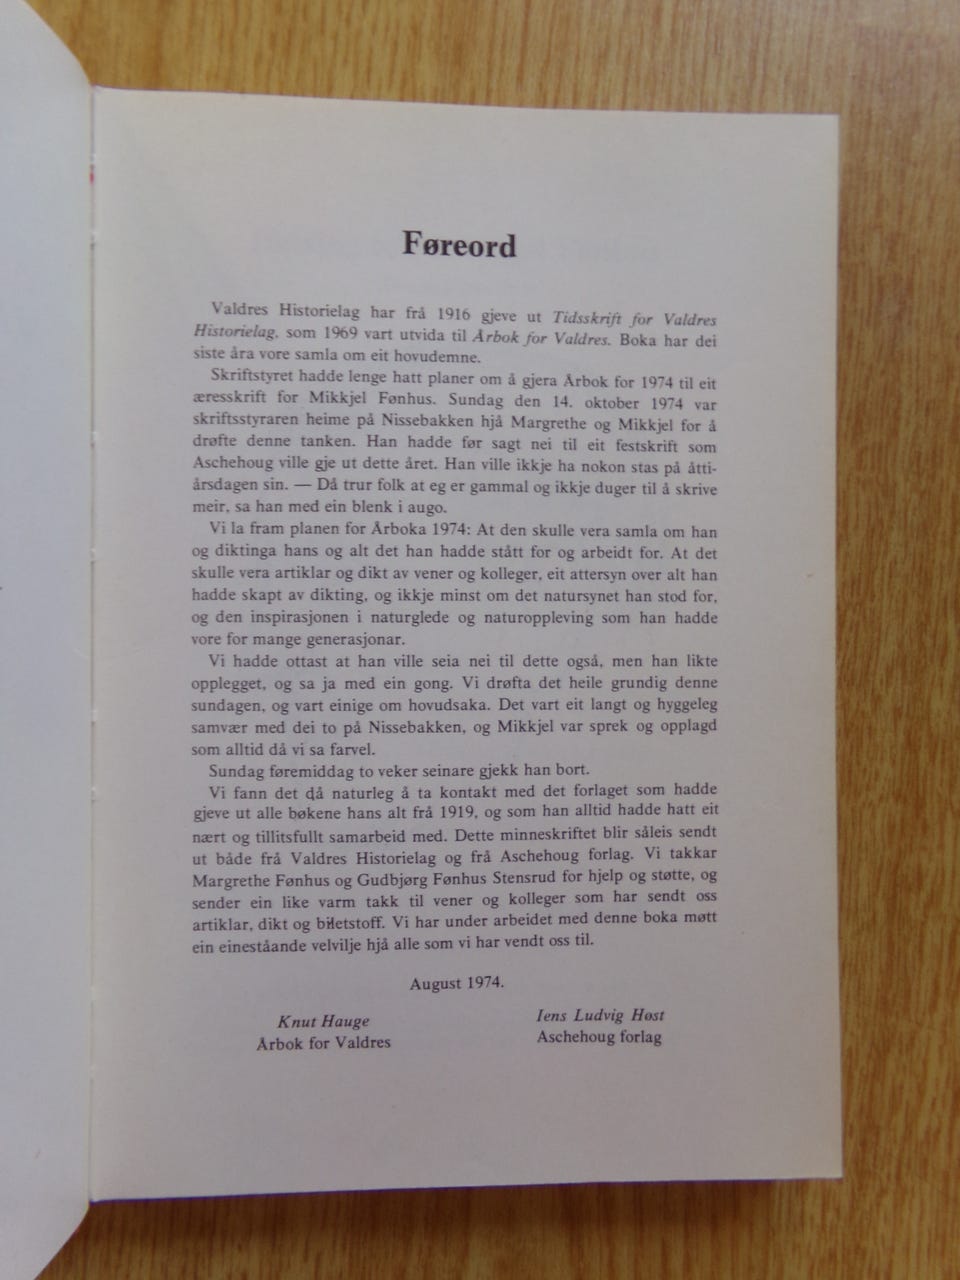 Føreord
Valdres Historielag har frå 1916 gjeve ut Tidsskrift for Valdres
Historielag, som 1969 vart utvida til Årbok for Valdres. Boka har dei
siste åra vore samla om eit hovudemne.
Skriftstyret hadde lenge hatt planer om å gjera Årbok for 1974 til eit
æresskrift for Mikkjel Fønhus. Sundag den 14. oktober 1974 var
skriftsstyraren heime på Nissebakken hjå Margrethe og Mikkjel for å
drøfte denne tanken. Han hadde før sagt nei til eit festskrift som
Aschehoug ville gje ut dette året. Han ville ikkje ha nokon stas på åtti-
årsdagen sin. — Då trur folk at eg er gammal og ikkje duger til å skrive
meir, sa han med ein blenk i augo.
Vi la fram planen for Årboka 1974: At den skulle vera samla om han
og diktinga hans og alt det han hadde stått for og arbeidt for. At det
skulle vera artiklar og dikt av vener og kolleger, eit attersyn over alt han
hadde skapt av dikting, og ikkje minst om det natursynet han stod for,
og den inspirasjonen i naturglede og naturoppleving som han hadde
vore for mange generasjonar.
Vi hadde ottast at han ville seia nei til dette også, men han likte
opplegget, og sa ja med ein gong. Vi drøfta det heile grundig denne
sundagen, og vart einige om hovudsaka. Det vart eit langt og hyggeleg
samvær med dei to på Nissebakken, og Mikkjel var sprek og opplagd
som alltid då vi sa farvel.
Sundag føremiddag to veker seinare gjekk han bort.
Vi fann det då naturleg å ta kontakt med det forlaget som hadde
gjeve ut alle bøkene hans alt frå 1919, og som han alltid hadde hatt eit
nært og tillitsfullt samarbeid med. Dette minneskriftet blir såleis sendt
ut både frå Valdres Historielag og frå Aschehoug forlag. Vi takkar
Margrethe Fønhus og Gudbjørg Fønhus Stensrud for hjelp og støtte, og
sender ein like varm takk til vener og kolleger som har sendt oss
artiklar, dikt og biletstoff. Vi har under arbeidet med denne boka møtt
ein eineståande velvilje hjå alle som vi har vendt oss til.
August 1974.
Knut Hauge
Årbok for Valdres
Iens Ludvig Høst
Aschehoug forlag